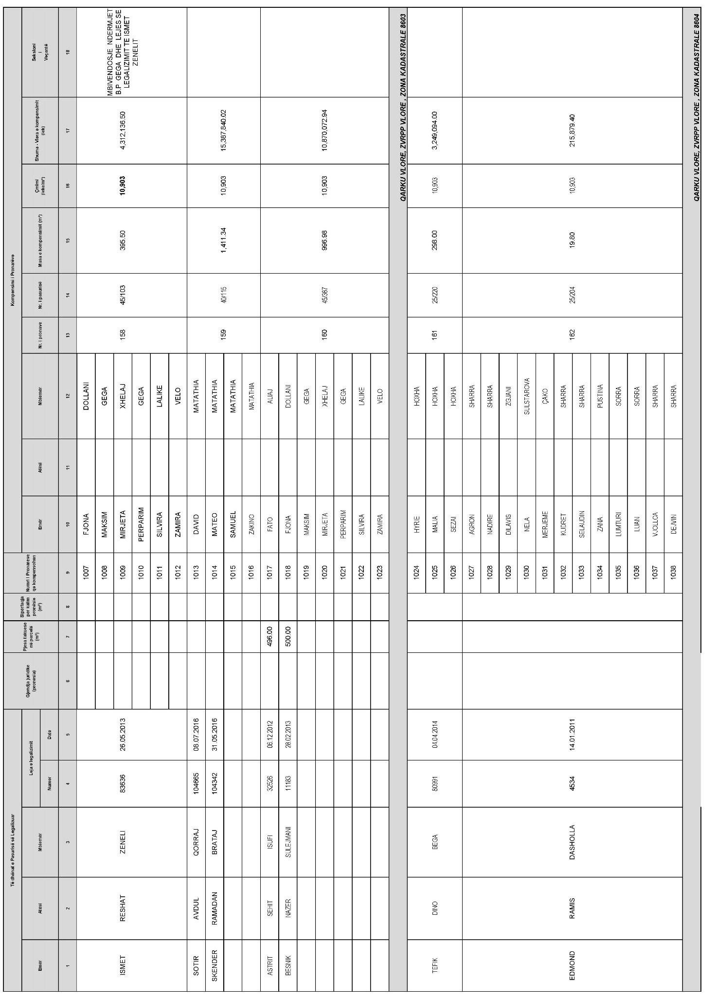 Të dhënat e Pasurisë së Legalizuar
Kompensimi i Pronarëve
Emër
Atësi
Mbiemër
Leja e legalizimit
Numer
Date
Gjendja juridike
(pronesia)
Pjesa takuese
në parcelë
(m²)
Sipërfaqja
per kalim
pronësie
(m²)
Numri i Pronareve
qe kompensohen
Emër
Atësi
Mbiemër
Nr. i pronave
Nr. i pasurisë
Masa e kompensimit (m²)
Çmimi
(leke/m²)
Shuma - Vlera e kompensimit
(lek)
Seksioni
i
Veçantë
1 2 3 4 5 6 7 8 9 10 11 12 13 14 15 16 17 18
ISMET RESHAT ZENELI 83636 26.05.2013
1007 FJONA DOLLANI
1008 MAKSIM GEGA
1009 MIRJETA XHELAJ
1010 PERPARIM GEGA
1011 SILVIRA LALIKE
1012 ZAMIRA VELO
158 45/103 395.50 10,903 4,312,136.50
MBIVENDOSJE NDERMJET
B.P GEGA DHE LEJES SE
LEGALIZIMIT TE ISMET
ZENELIT
SOTIR AVDUL QORRAJ 104665 08.07.2016 1013 DAVID MATATHIA
SKENDER RAMADAN BRATAJ 104342 31.05.2016 1014 MATEO MATATHIA
1015 SAMUEL MATATHIA
1016 ZAKINO MATATHIA
159 40/115 1,411.34 10,903 15,387,840.02
ASTRIT SEHIT ISUFI 32526 06.12.2012 496.00 1017 FATO ALIAJ
BESNIK NAZER SULEJMANI 11183 28.02.2013 500.00 1018 FJONA DOLLANI
1019 MAKSIM GEGA
1020 MIRJETA XHELAJ
1021 PERPARIM GEGA
1022 SILVIRA LALIKE
1023 ZAMIRA VELO
160 45/387 996.98 10,903 10,870,072.94
QARKU VLORE, ZVRPP VLORE , ZONA KADASTRALE 8603
TEFIK DINO BEGA 80991 04.04.2014
1024 HYRIE HOXHA
1025 MALIA HOXHA
1026 SEZAI HOXHA
161 25/220 298.00 10,903 3,249,094.00
EDMOND RAMIS DASHOLLA 4534 14.01.2011
1027 AGRON SHARRA
1028 NADIRE SHARRA
1029 DILAVIS ZGJANI
1030 NELA SULSTAROVA
1031 MERJEME ÇAKO
1032 KUDRET SHARRA
1033 SELAUDIN SHARRA
1034 ZANA PUSTINA
1035 LUMTURI SORRA
1036 LUAN SORRA
1037 VJOLLCA SHARRA
1038 DEJVIN SHARRA
162 25/204 19.80 10,903 215,879.40
QARKU VLORE, ZVRPP VLORE , ZONA KADASTRALE 8604